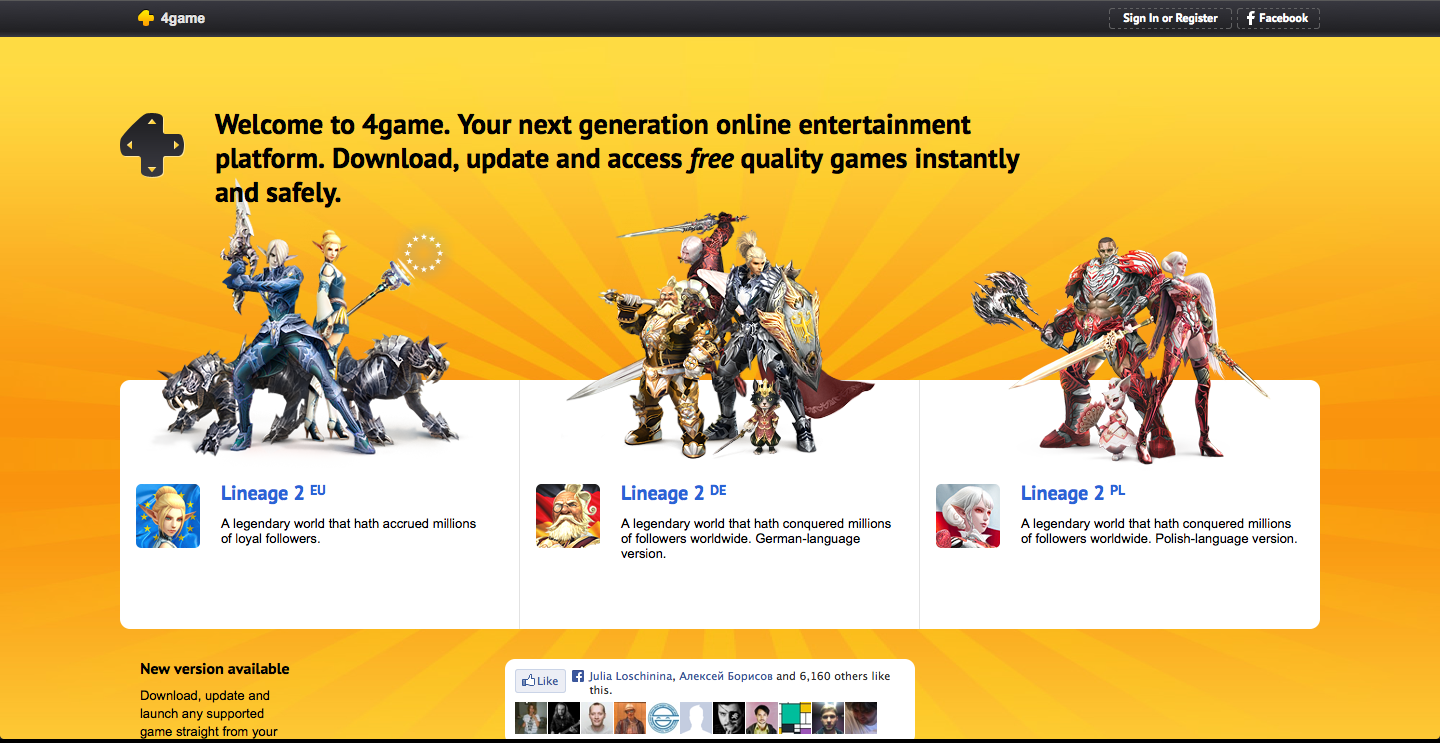 4game
Sign In or Register
Facebook
Welcome to 4game. Your next generation online entertainment
platform. Download, update and access free quality games instantly
and safely.
Lineage 2 EU
A legendary world that hath accrued millions
of loyal followers.
Lineage 2 DE
A legendary world that hath conquered millions
of followers worldwide. German-language
version.
Lineage 2 PL
A legendary world that hath conquered millions
of followers worldwide. Polish-language version.
New version available
Download, update and
launch any supported
game straight from your
Like
Julia Loschinina, Алексей Борисов and 6,160 others like
this.